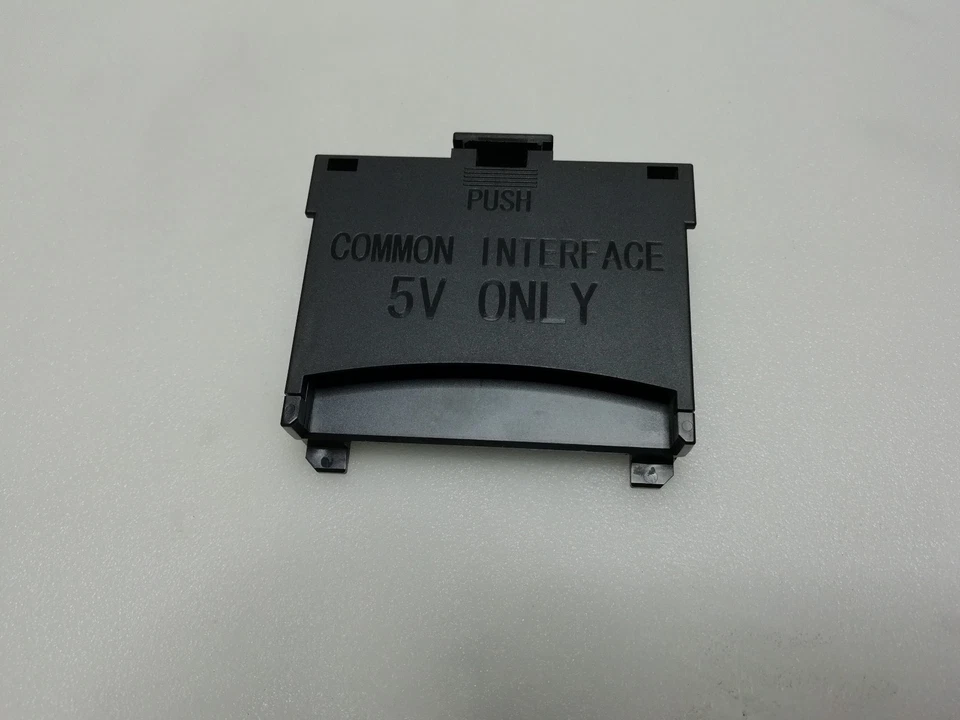 PUSH
COMMON INTERFACE
5V ONLY